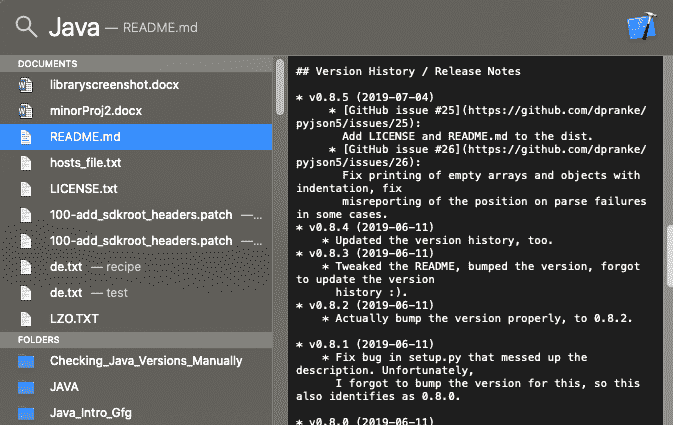 Java — README.md
DOCUMENTS
libraryscreenshot.docx
minorProj2.docx
README.md
hosts_file.txt
LICENSE.txt
100-add_sdkroot_headers.patch —...
100-add_sdkroot_headers.patch —...
de.txt — recipe
de.txt — test
LZO.TXT
FOLDERS
Checking_Java_Versions_Manually
JAVA
Java_Intro_Gfg
## Version History / Release Notes
* v0.8.5 (2019-07-04)
* [GitHub issue #25](https://github.com/dpranke/
pyjson5/issues/25):
Add LICENSE and README.md to the dist.
* [GitHub issue #26](https://github.com/dpranke/
pyjson5/issues/26):
Fix printing of empty arrays and objects with
indentation, fix
misreporting of the position on parse failures
in some cases.
* v0.8.4 (2019-06-11)
* Updated the version history, too.
* v0.8.3 (2019-06-11)
* Tweaked the README, bumped the version, forgot
to update the version
history :).
* v0.8.2 (2019-06-11)
* Actually bump the version properly, to 0.8.2.
* v0.8.1 (2019-06-11)
* Fix bug in setup.py that messed up the
description. Unfortunately,
I forgot to bump the version for this, so this
also identifies as 0.8.0.
* v0.8.0 (2019-06-11)